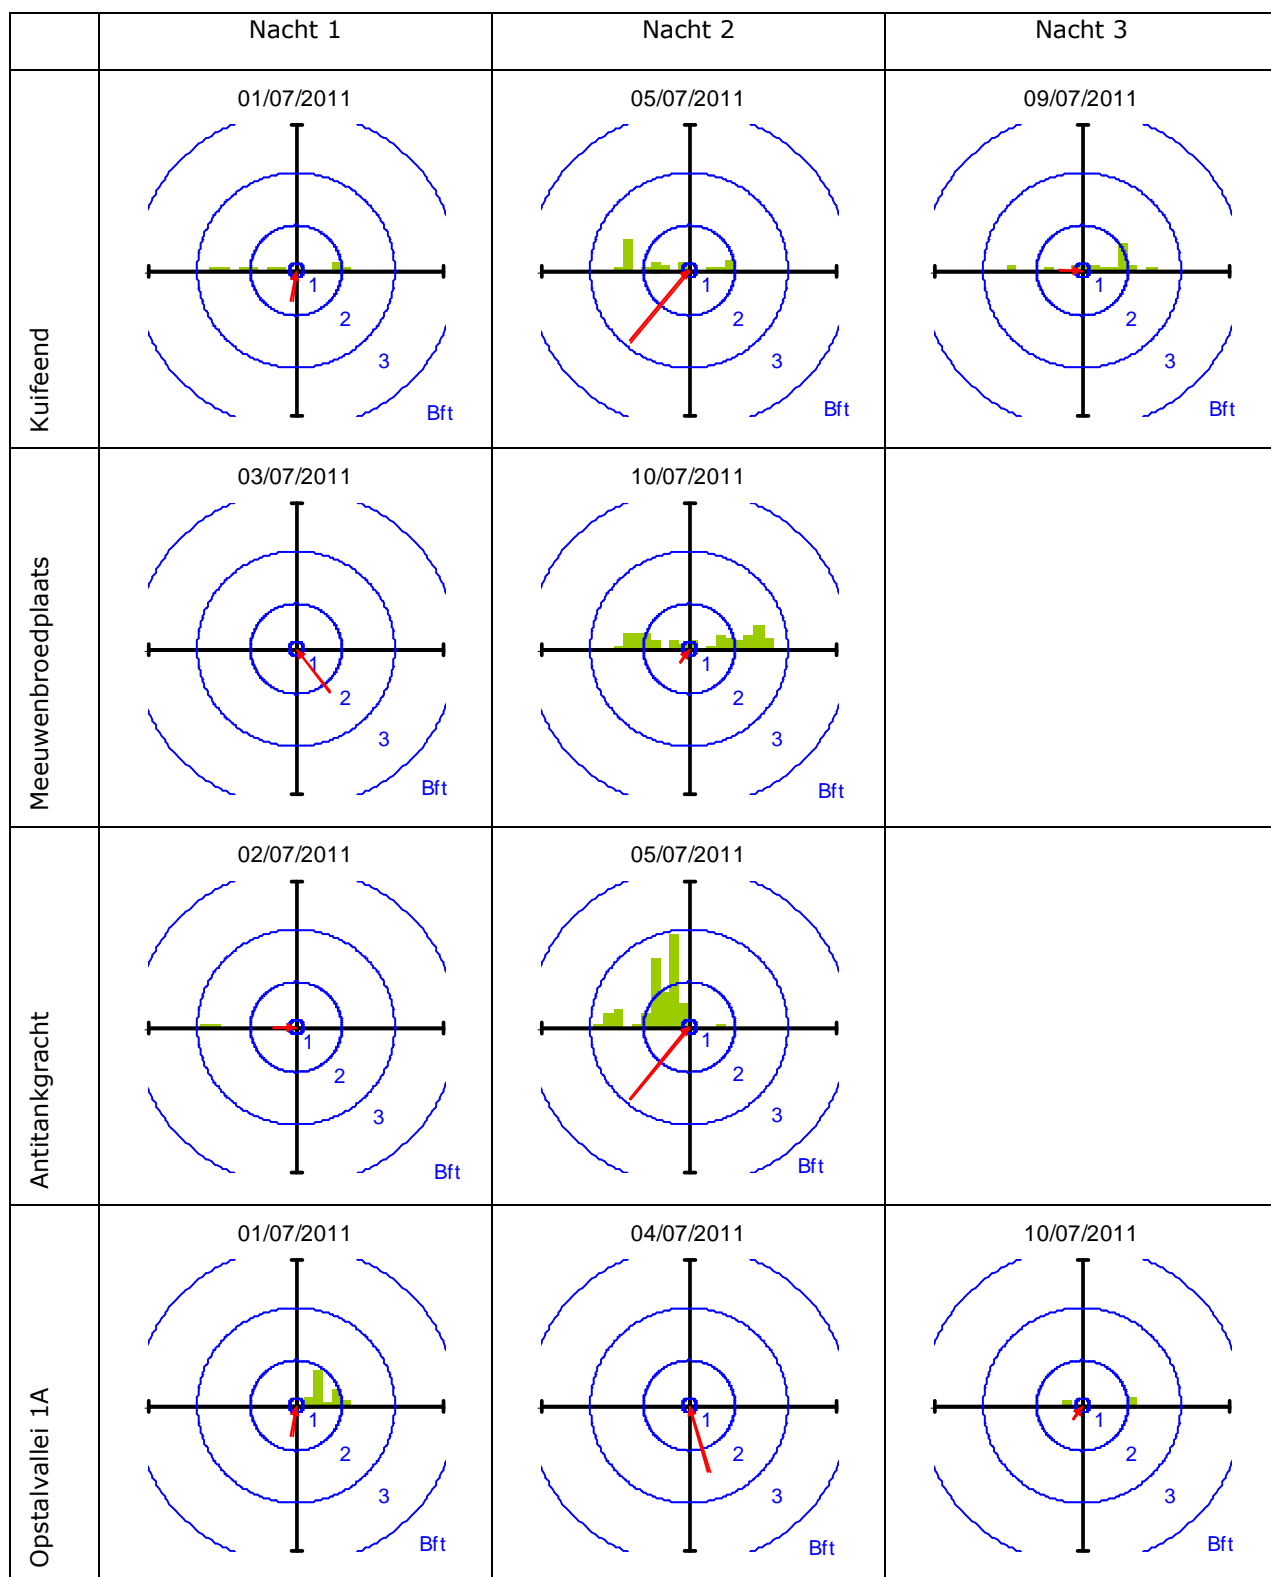 Nacht 1 Nacht 2 Nacht 3
Kuifeend
01/07/2011
1
2
3
Bft
05/07/2011
1
2
3
Bft
09/07/2011
1
2
3
Bft
Meeuwenbroedplaats
03/07/2011
1
2
3
Bft
10/07/2011
1
2
3
Bft
Antitankgracht
02/07/2011
1
2
3
Bft
05/07/2011
1
2
3
Bft
Opstalvallei 1A
01/07/2011
1
2
3
Bft
04/07/2011
1
2
3
Bft
10/07/2011
1
2
3
Bft